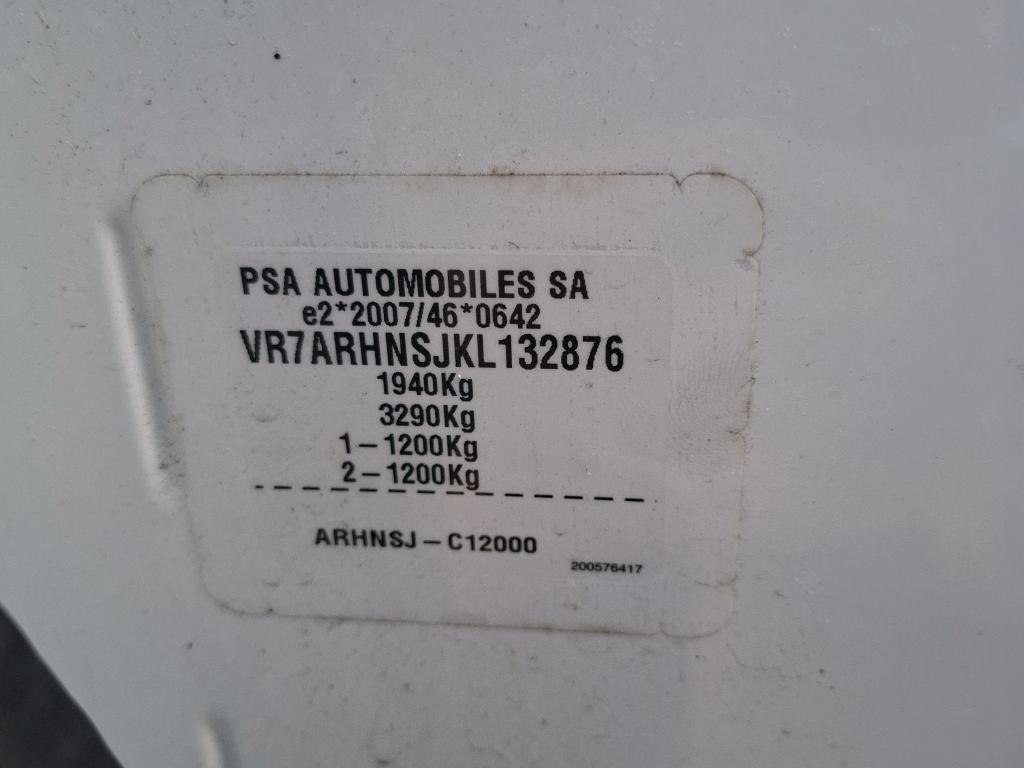 PSA AUTOMOBILES SA
e2*2007/46*0642
VR7ARHNSJKL132876
1940Kg
3290Kg
1-1200Kg
2-1200Kg
ARHNSJ-C12000
200576417